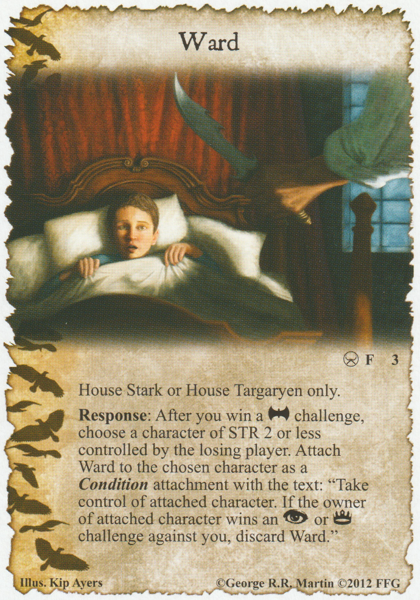 Ward
F 3
House Stark or House Targaryen only.
Response: After you win a challenge,
choose a character of STR 2 or less
controlled by the losing player. Attach
Ward to the chosen character as a
Condition attachment with the text: “Take
control of attached character. If the owner
of attached character wins an or
challenge against you, discard Ward.”
Illus. Kip Ayers ©George R.R. Martin ©2012 FFG